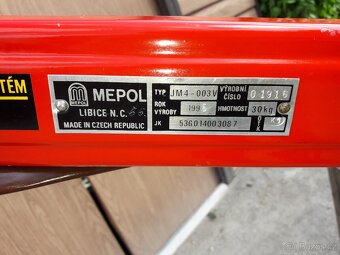 TÉM
MEPOL
MEPOL
LIBICE N.C.
MADE IN CZECH REPUBLIC
TYP JM4-003V VÝROBNÍ ČÍSLO 01916
ROK VÝROBY HMOTNOST 30kg
JK 536014003087